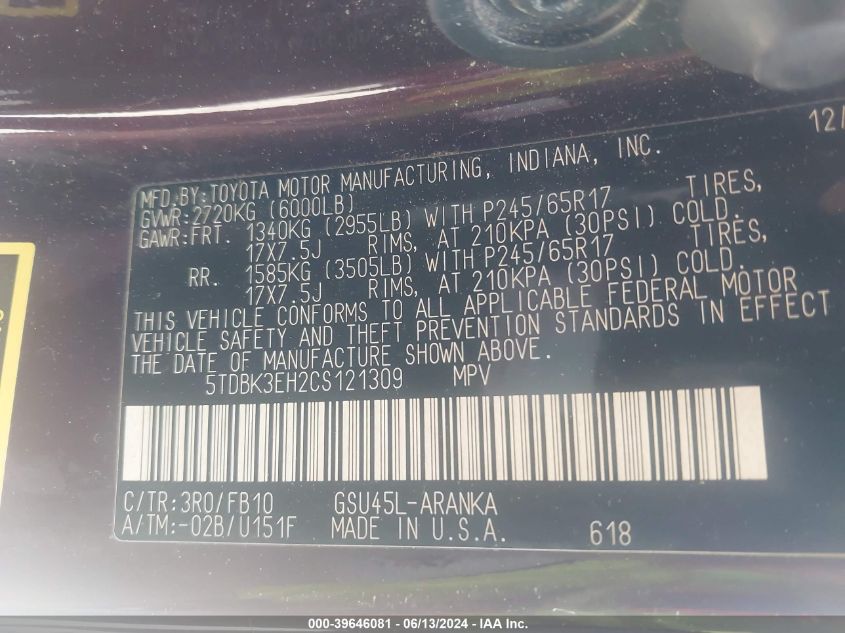 12/
MFD. BY: TOYOTA MOTOR MANUFACTURING, INDIANA, INC.
GVWR: 2720KG (6000LB)
GAWR: FRT. 1340KG (2955LB) WITH P245/65R17 TIRES,
17X7.5J RIMS, AT 210KPA (30PSI) COLD.
RR. 1585KG (3505LB) WITH P245/65R17 TIRES,
17X7.5J RIMS, AT 210KPA (30PSI) COLD.
THIS VEHICLE CONFORMS TO ALL APPLICABLE FEDERAL MOTOR
VEHICLE SAFETY AND THEFT PREVENTION STANDARDS IN EFFECT
THE DATE OF MANUFACTURE SHOWN ABOVE.
5TDBK3EH2CS121309 MPV
C/TR: 3R0/FB10 GSU45L-ARANKA
A/TM: -02B/U151F MADE IN U.S.A. 618
000-39646081 - 06/13/2024 - IAA Inc.